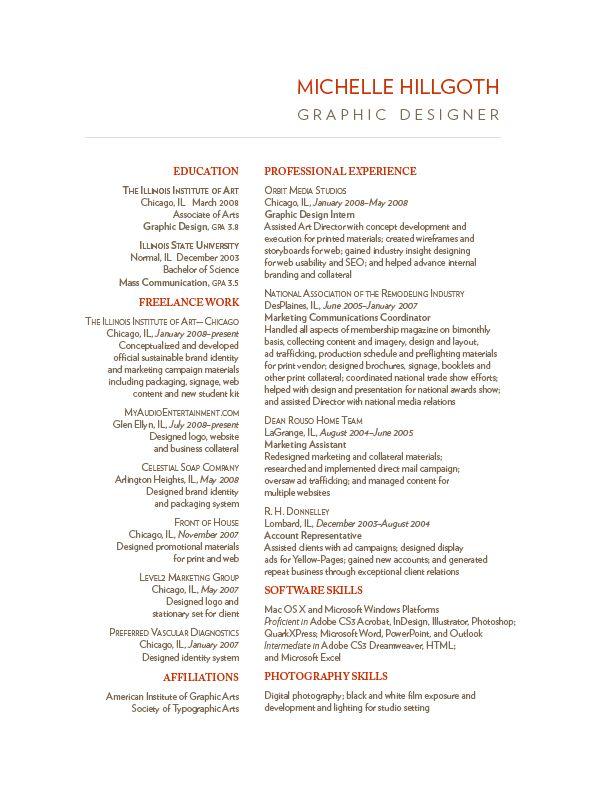 MICHELLE HILLGOTH
GRAPHIC DESIGNER
EDUCATION
The Illinois Institute of Art
Chicago, IL March 2008
Associate of Arts
Graphic Design, GPA 3.8
Illinois State University
Normal, IL December 2003
Bachelor of Science
Mass Communication, GPA 3.5
FREELANCE WORK
The Illinois Institute of Art—Chicago
Chicago, IL, January 2008–present
Conceptualized and developed
official sustainable brand identity
and marketing campaign materials
including packaging, signage, web
content and new student kit
MyAudioEntertainment.com
Glen Ellyn, IL, July 2008–present
Designed logo, website
and business collateral
Celestial Soap Company
Arlington Heights, IL, May 2008
Designed brand identity
and packaging system
Front of House
Chicago, IL, November 2007
Designed promotional materials
for print and web
Level2 Marketing Group
Chicago, IL, May 2007
Designed logo and
stationary set for client
Preferred Vascular Diagnostics
Chicago, IL, January 2007
Designed identity system
AFFILIATIONS
American Institute of Graphic Arts
Society of Typographic Arts
PROFESSIONAL EXPERIENCE
Orbit Media Studios
Chicago, IL, January 2008–May 2008
Graphic Design Intern
Assisted Art Director with concept development and
execution for printed materials; created wireframes and
storyboards for web; gained industry insight designing
for web usability and SEO; and helped advance internal
branding and collateral
National Association of the Remodeling Industry
DesPlaines, IL, June 2005–January 2007
Marketing Communications Coordinator
Handled all aspects of membership magazine on bimonthly
basis, collecting content and imagery, design and layout,
ad trafficking, production schedule and preflighting materials
for print vendor; designed brochures, signage, booklets and
other print collateral; coordinated national trade show efforts;
helped with design and presentation for national awards show;
and assisted Director with national media relations
Dean Rouso Home Team
LaGrange, IL, August 2004–June 2005
Marketing Assistant
Redesigned marketing and collateral materials;
researched and implemented direct mail campaign;
oversaw ad trafficking; and managed content for
multiple websites
R. H. Donnelley
Lombard, IL, December 2003–August 2004
Account Representative
Assisted clients with ad campaigns; designed display
ads for Yellow-Pages; gained new accounts; and generated
repeat business through exceptional client relations
SOFTWARE SKILLS
Mac OS X and Microsoft Windows Platforms
Proficient in Adobe CS3 Acrobat, InDesign, Illustrator, Photoshop;
QuarkXPress; Microsoft Word, PowerPoint, and Outlook
Intermediate in Adobe CS3 Dreamweaver, HTML;
and Microsoft Excel
PHOTOGRAPHY SKILLS
Digital photography; black and white film exposure and
development and lighting for studio setting